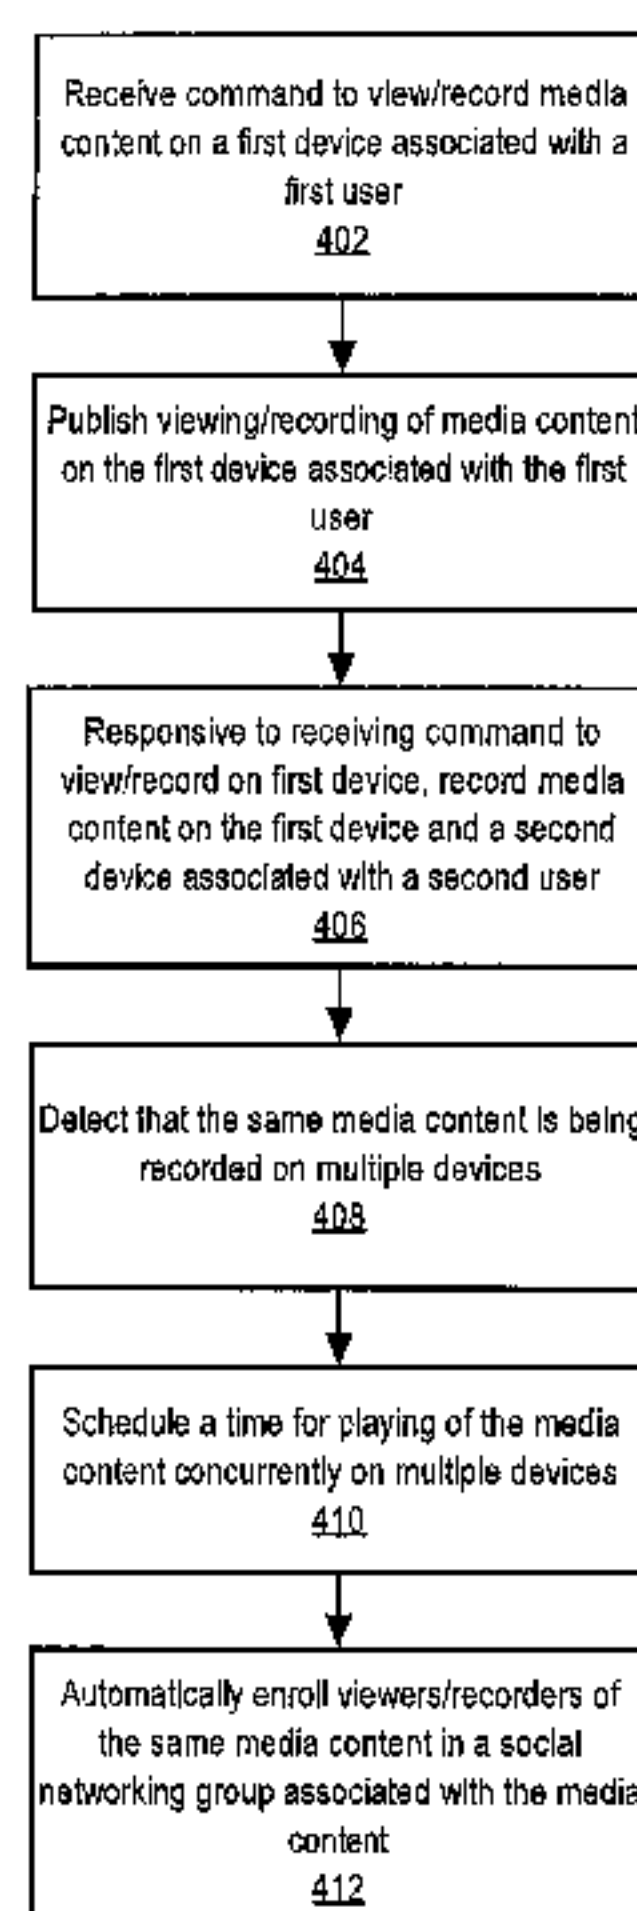 Receive command to view/record media
content on a first device associated with a
first user
402
Publish viewing/recording of media content
on the first device associated with the first
user
404
Responsive to receiving command to
view/record on first device, record media
content on the first device and a second
device associated with a second user
406
Detect that the same media content is being
recorded on multiple devices
408
Schedule a time for playing of the media
content concurrently on multiple devices
410
Automatically enroll viewers/recorders of
the same media content in a social
networking group associated with the media
content
412